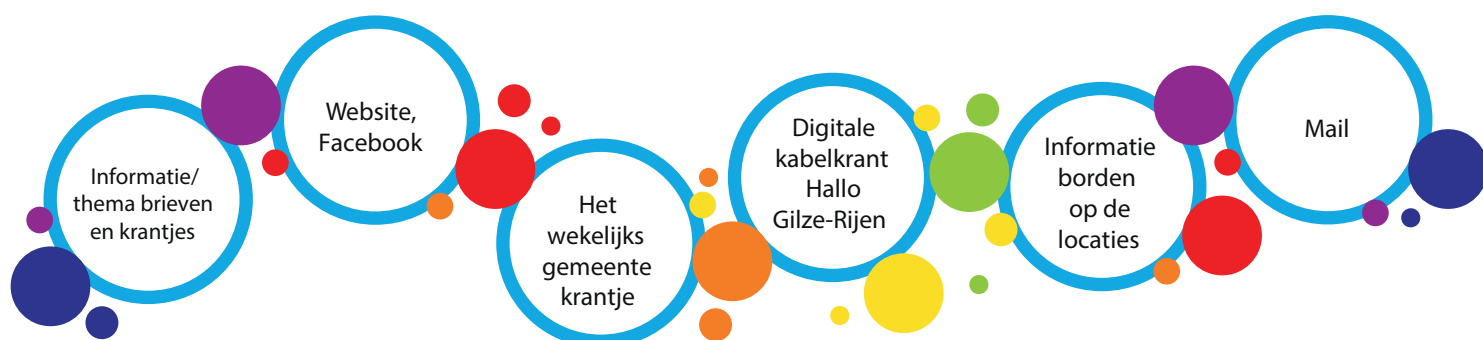 Informatie/
thema brieven
en krantjes
Website,
Facebook
Het
wekelijks
gemeente
krantje
Digitale
kabelkrant
Hallo
Gilze-Rijen
Informatie
borden
op de
locaties
Mail